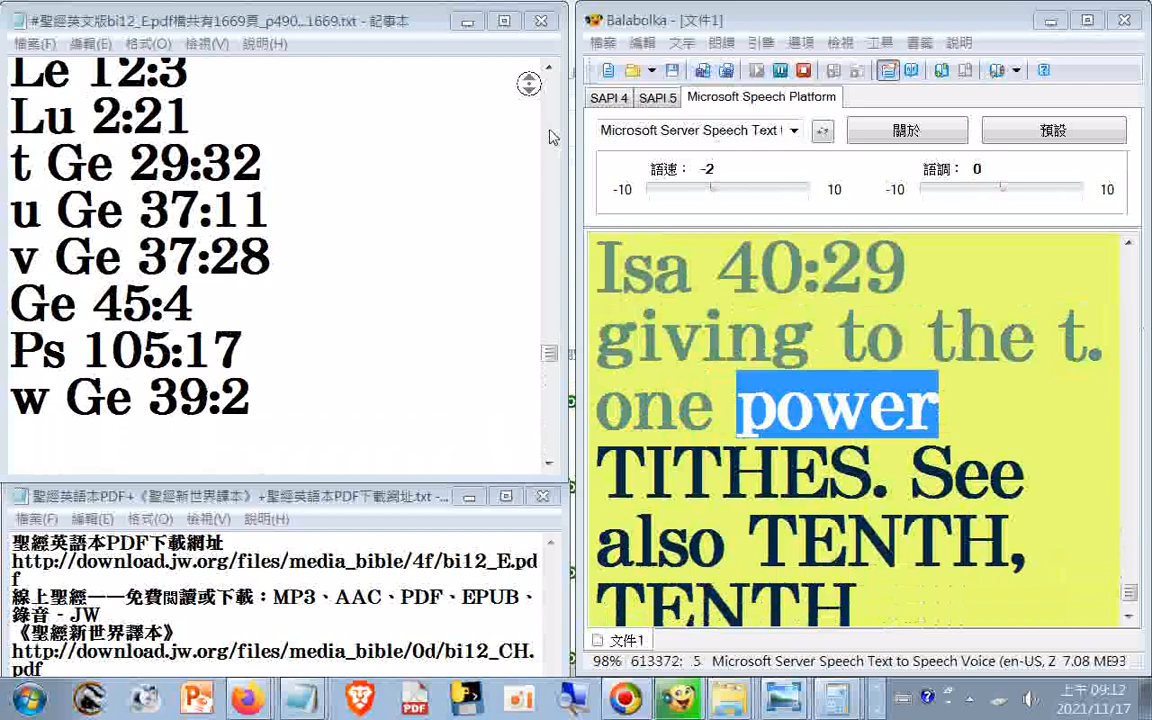 #聖經英文版bi12_E.pdf橫共有1669頁_p490..._1669.txt - 記事本
檔案(F) 編輯(E) 格式(O) 檢視(V) 說明(H)
Le 12:3
Lu 2:21
t Ge 29:32
u Ge 37:11
v Ge 37:28
Ge 45:4
Ps 105:17
w Ge 39:2
聖經英語本PDF+《聖經新世界譯本》+聖經英語本PDF下載網址.txt - ...
檔案(F) 編輯(E) 格式(O) 檢視(V) 說明(H)
聖經英語本PDF下載網址
http://download.jw.org/files/media_bible/4f/bi12_E.pd
f
線上聖經——免費閱讀或下載：MP3、AAC、PDF、EPUB、
錄音 - JW
《聖經新世界譯本》
http://download.jw.org/files/media_bible/0d/bi12_CH.
pdf
Balabolka - [文件1]
檔案 編輯 文字 朗讀 引擎 選項 檢視 工具 書籤 說明
SAPI 4 SAPI 5 Microsoft Speech Platform
Microsoft Server Speech Text 關於 預設
語速： -2 語調： 0
-10 10 -10 10
Isa 40:29
giving to the t.
one power
TITHES. See
also TENTH,
TENTH
文件1
98% 613372: 5 Microsoft Server Speech Text to Speech Voice (en-US, Z 7.08 ME93
上午 09:12
2021/11/17